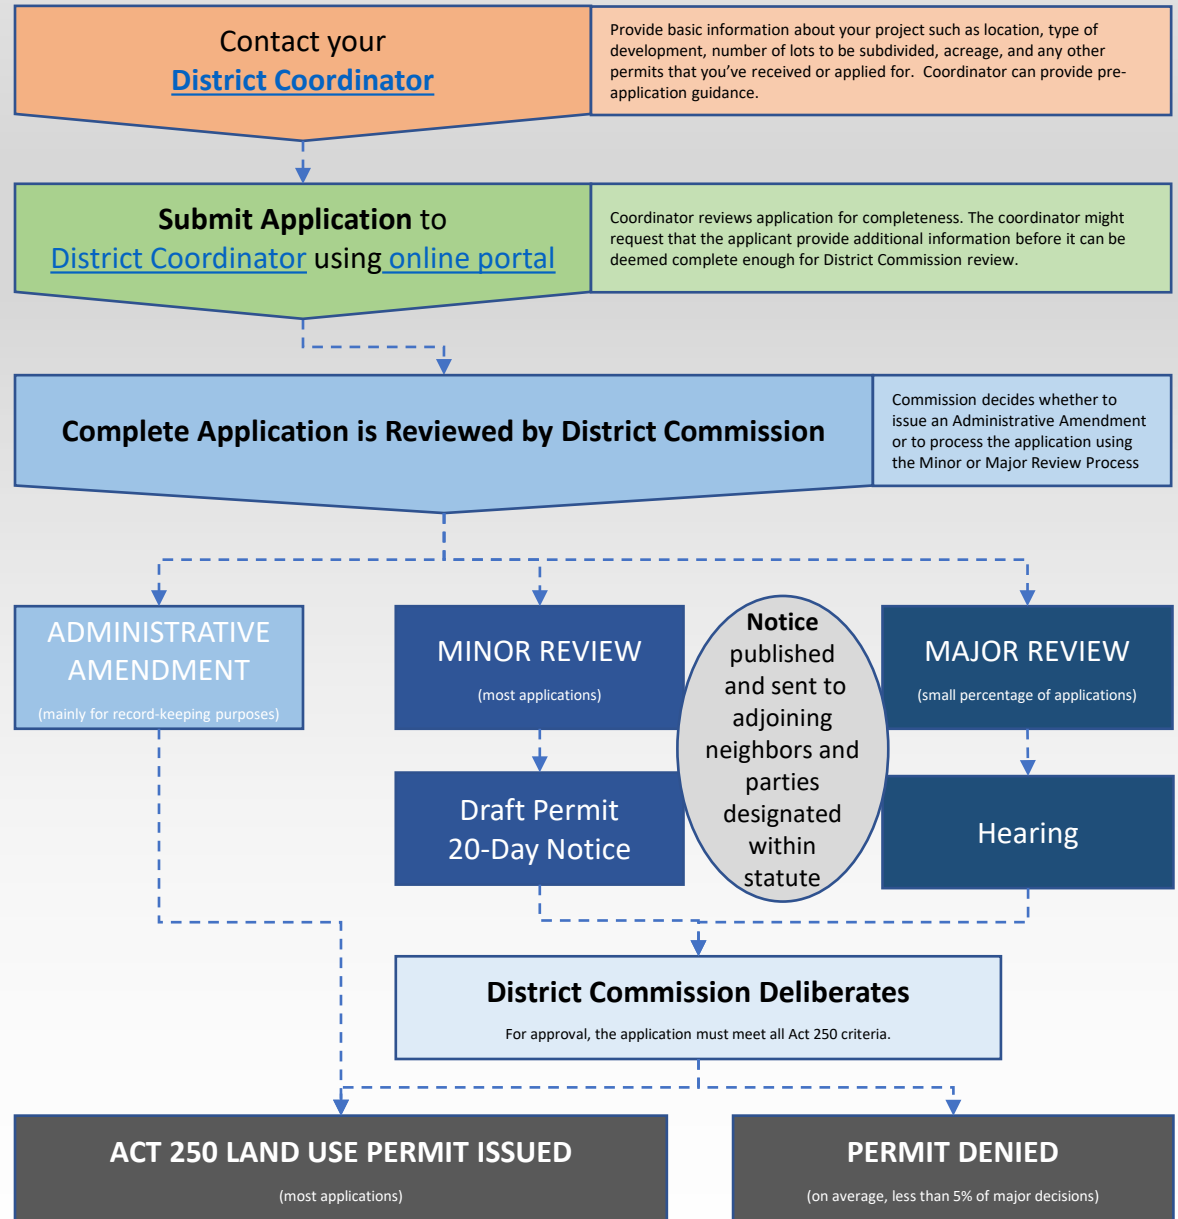 Contact your
District Coordinator
Provide basic information about your project such as location, type of
development, number of lots to be subdivided, acreage, and any other
permits that you've received or applied for.  Coordinator can provide pre-
application guidance.
Submit Application to
District Coordinator using online portal
Coordinator reviews application for completeness. The coordinator might
request that the applicant provide additional information before it can be
deemed complete enough for District Commission review.
Complete Application is Reviewed by District Commission
Commission decides whether to
issue an Administrative Amendment
or to process the application using
the Minor or Major Review Process
ADMINISTRATIVE
AMENDMENT
(mainly for record-keeping purposes)
MINOR REVIEW
(most applications)
Draft Permit
20-Day Notice
Notice
published
and sent to
adjoining
neighbors and
parties
designated
within
statute
MAJOR REVIEW
(small percentage of applications)
Hearing
District Commission Deliberates
For approval, the application must meet all Act 250 criteria.
ACT 250 LAND USE PERMIT ISSUED
(most applications)
PERMIT DENIED
(on average, less than 5% of major decisions)